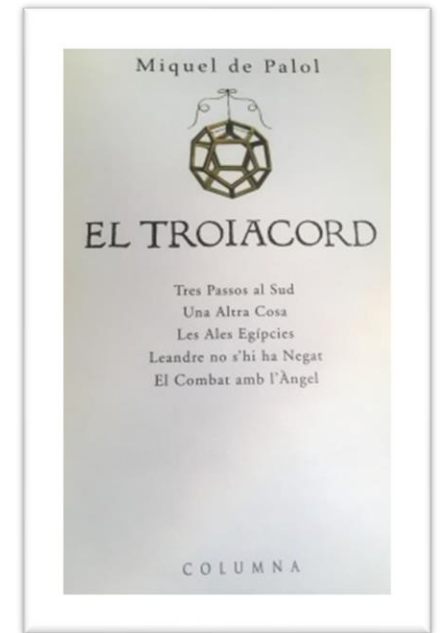 Miquel de Palol
EL TROIACORD
Tres Passos al Sud
Una Altra Cosa
Les Ales Egípcies
Leandre no s'hi ha Negat
El Combat amb l'Àngel
COLUMNA